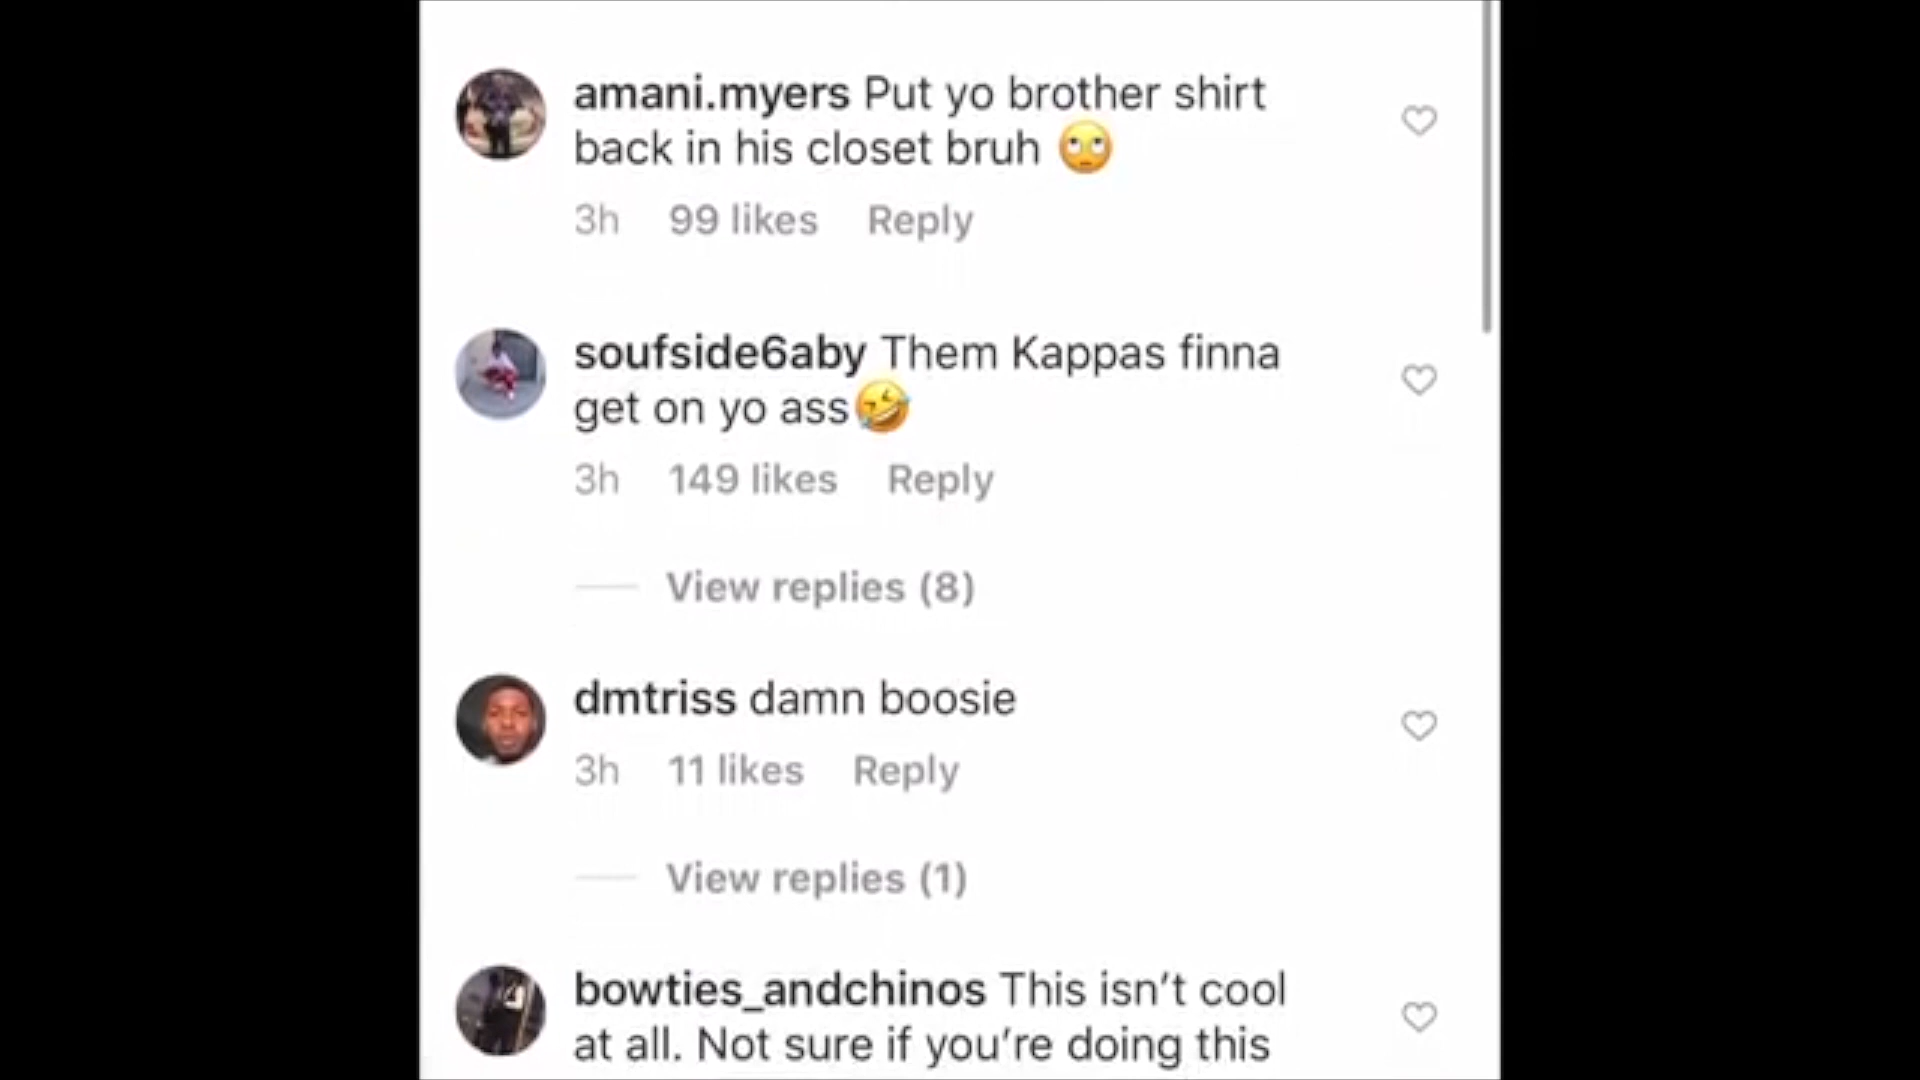 amani.myers Put yo brother shirt
back in his closet bruh 🙄
3h 99 likes Reply
soufside6aby Them Kappas finna
get on yo ass🤣
3h 149 likes Reply
View replies (8)
dmtriss damn boosie
3h 11 likes Reply
View replies (1)
bowties_andchinos This isn’t cool
at all. Not sure if you’re doing this